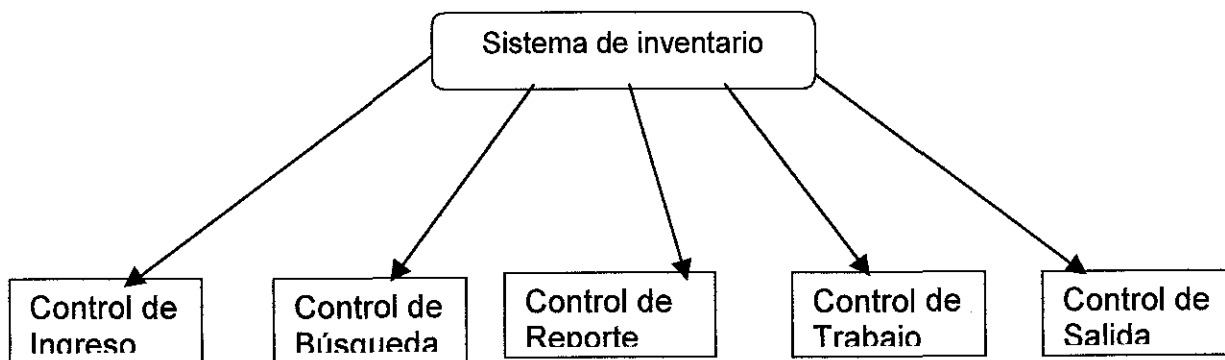 Sistema de inventario
Control de
Ingreso
Control de
Búsqueda
Control de
Reporte
Control de
Trabajo
Control de
Salida